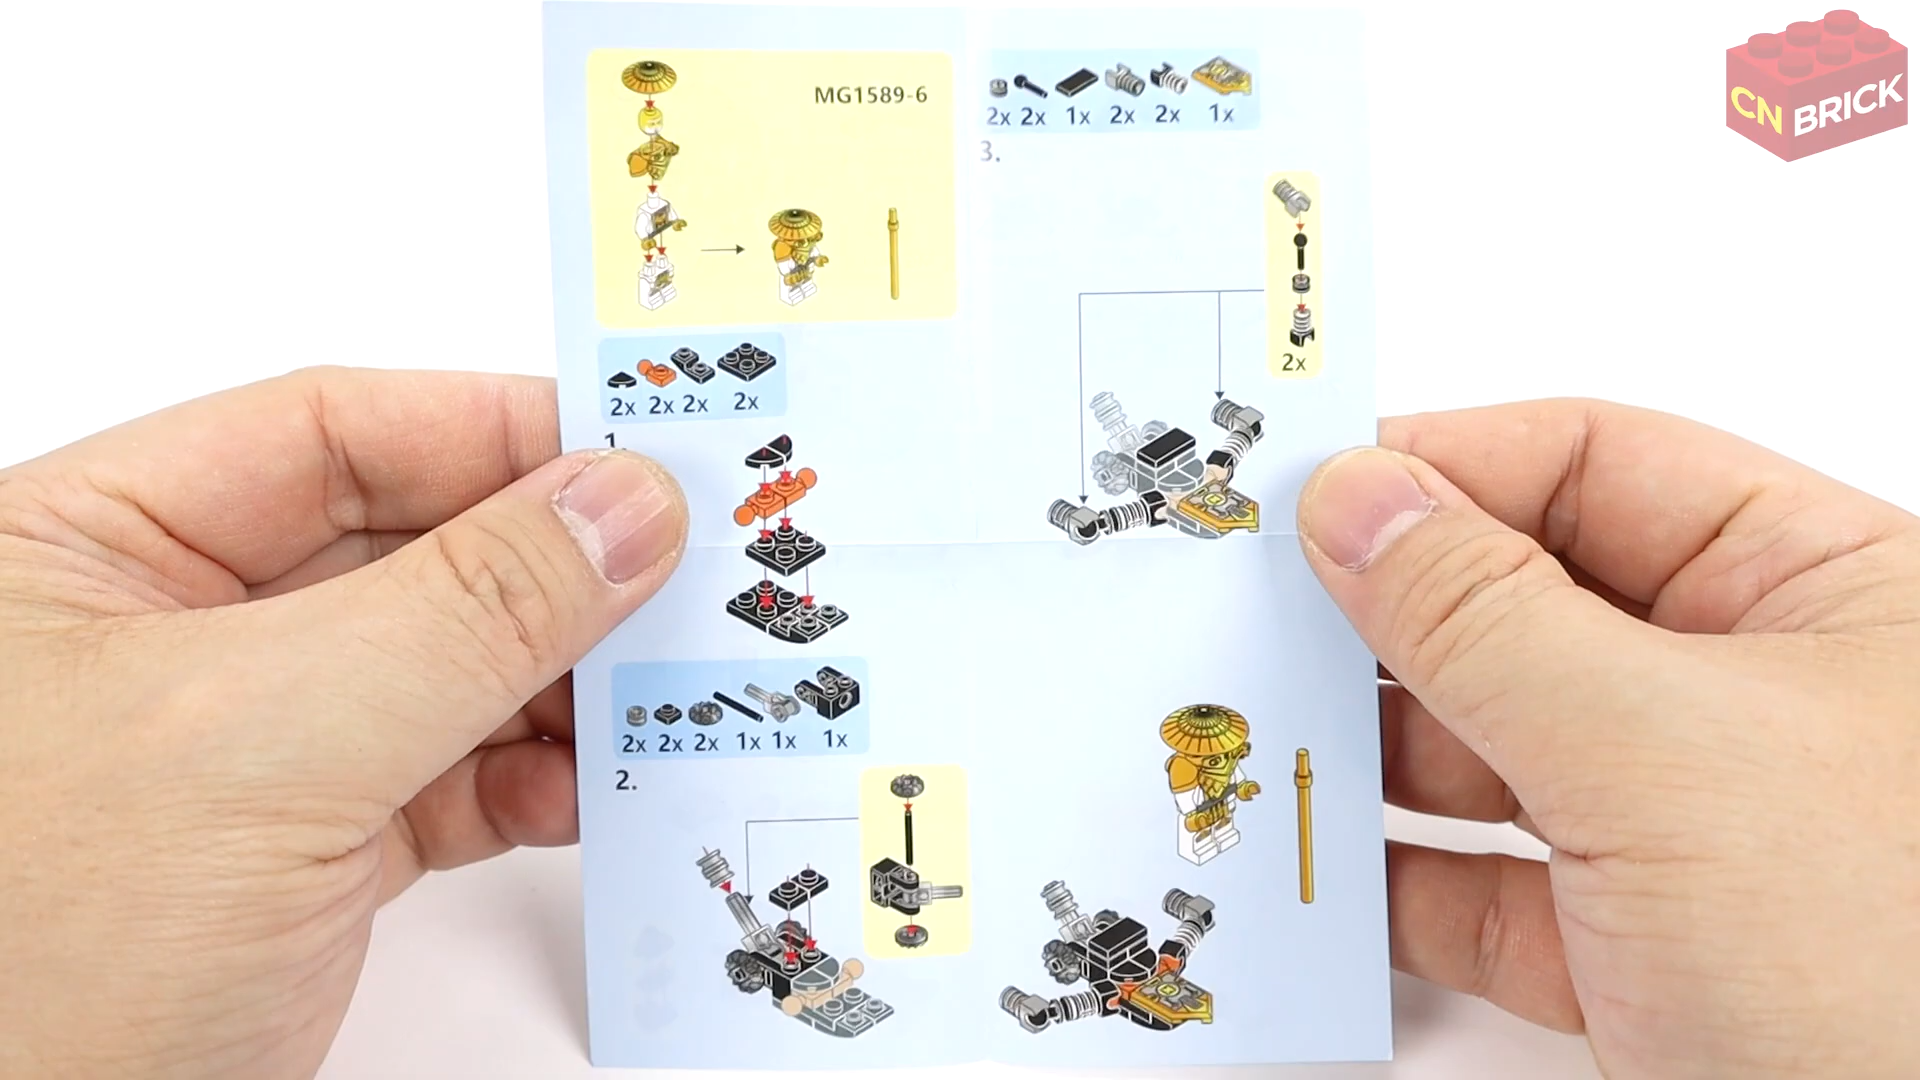 MG1589-6
2x 2x 2x 2x
1.
2x 2x 2x 1x 1x 1x
2.
2x 2x 1x 2x 2x 1x
3.
2x
CN BRICK